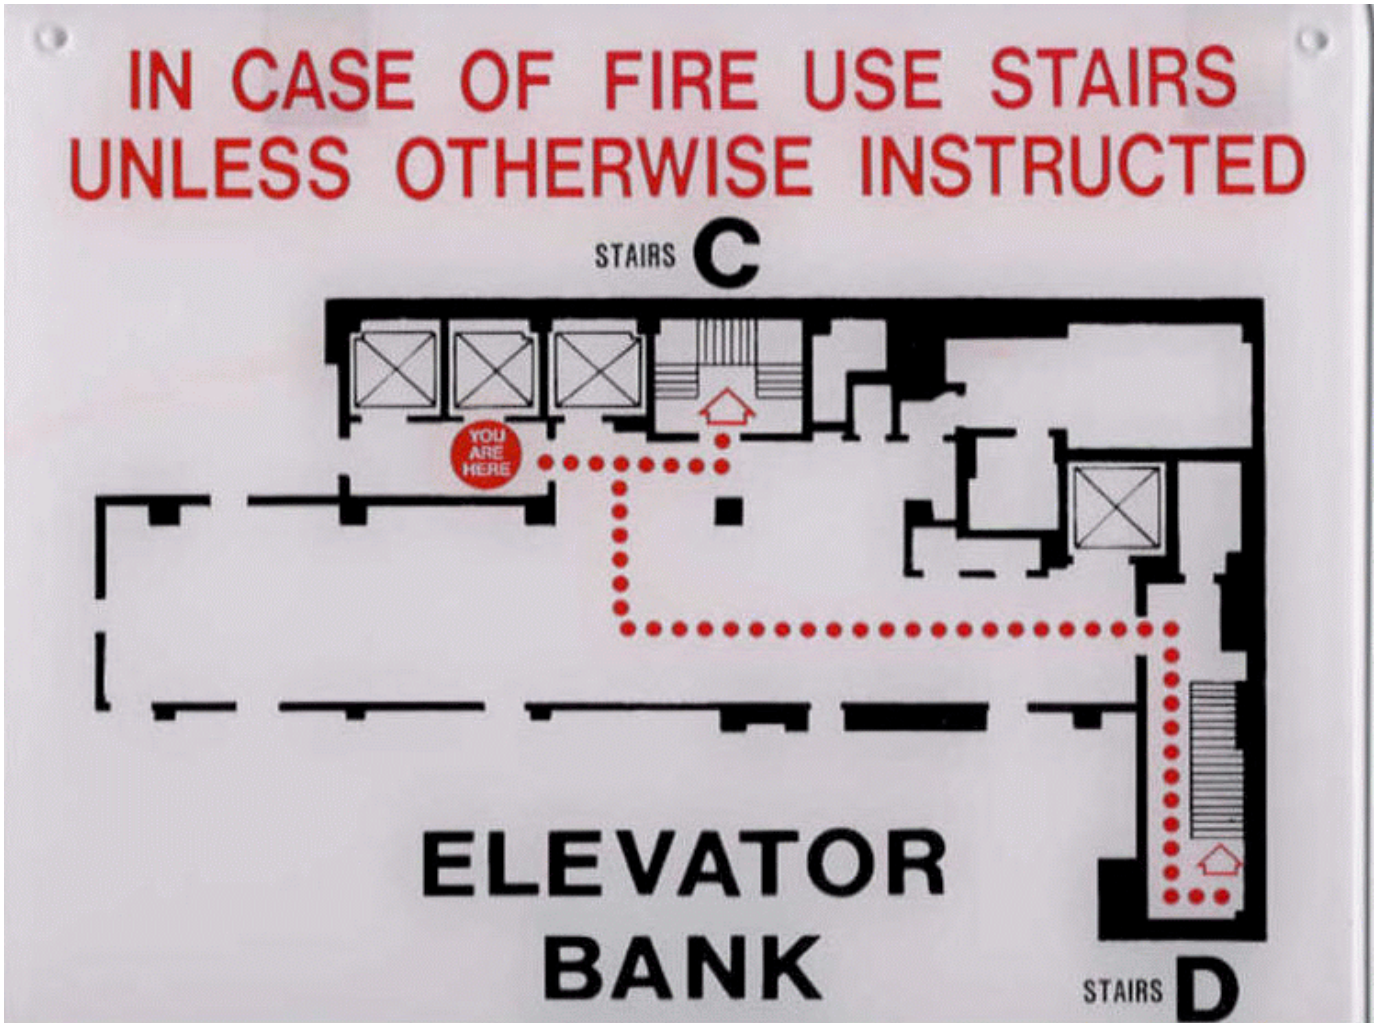 IN CASE OF FIRE USE STAIRS
UNLESS OTHERWISE INSTRUCTED
STAIRS C
YOU
ARE
HERE
ELEVATOR
BANK
STAIRS D